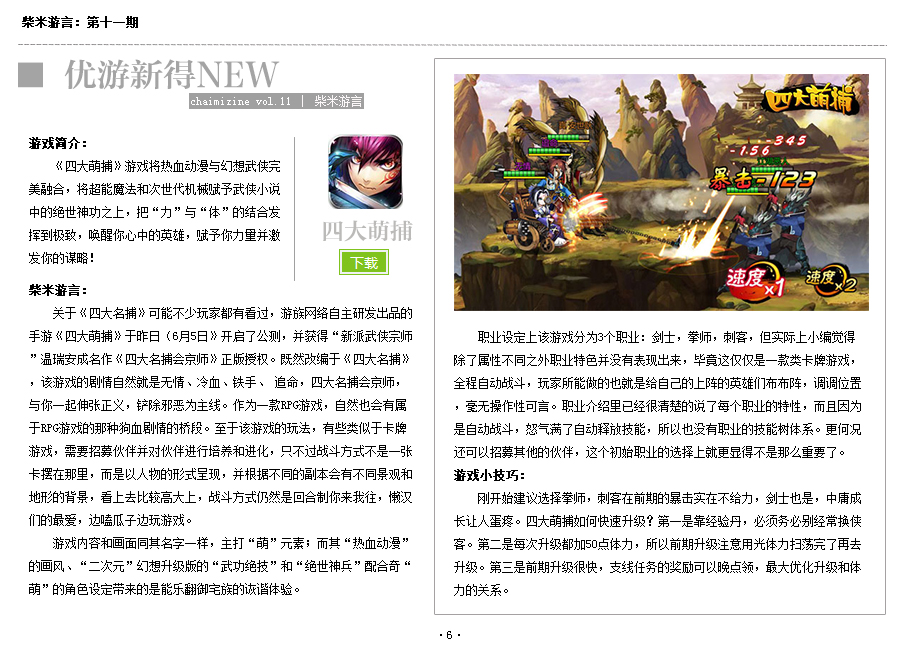 柴米游言：第十一期
优游新得NEW
chaimizine vol.11 | 柴米游言
游戏简介：
《四大萌捕》游戏将热血动漫与幻想武侠完
美融合，将超能魔法和次世代机械赋予武侠小说
中的绝世神功之上，把“力”与“体”的结合发
挥到极致，唤醒你心中的英雄，赋予你力量并激
发你的谋略！
四大萌捕
下载
柴米游言：
关于《四大名捕》可能不少玩家都有看过，游族网络自主研发出品的
手游《四大萌捕》于昨日（6月5日》开启了公测，并获得“新派武侠宗师
”温瑞安成名作《四大名捕会京师》正版授权。既然改编于《四大名捕》
，该游戏的剧情自然就是无情、冷血、铁手、 追命，四大名捕会京师，
与你一起伸张正义，铲除邪恶为主线。作为一款RPG游戏，自然也会有属
于RPG游戏的那种狗血剧情的桥段。至于该游戏的玩法，有些类似于卡牌
游戏，需要招募伙伴并对伙伴进行培养和进化，只不过战斗方式不是一张
卡摆在那里，而是以人物的形式呈现，并根据不同的副本会有不同景观和
地形的背景，看上去比较高大上，战斗方式仍然是回合制你来我往，懒汉
们的最爱，边嗑瓜子边玩游戏。
游戏内容和画面同其名字一样，主打“萌”元素；而其“热血动漫”
的画风、“二次元”幻想升级版的“武功绝技”和“绝世神兵”配合奇“
萌”的角色设定带来的是能乐翻御宅族的诙谐体验。
四大萌捕
-345
-156
暴击-123
速度x1
速度x2
职业设定上该游戏分为3个职业：剑士，拳师，刺客，但实际上小编觉得
除了属性不同之外职业特色并没有表现出来，毕竟这仅仅是一款类卡牌游戏，
全程自动战斗，玩家所能做的也就是给自己的上阵的英雄们布布阵，调调位置
，毫无操作性可言。职业介绍里已经很清楚的说了每个职业的特性，而且因为
是自动战斗，怒气满了自动释放技能，所以也没有职业的技能树体系。更何况
还可以招募其他的伙伴，这个初始职业的选择上就更显得不是那么重要了。
游戏小技巧：
刚开始建议选择拳师，刺客在前期的暴击实在不给力，剑士也是，中庸成
长让人蛋疼。四大萌捕如何快速升级？第一是靠经验丹，必须务必别经常换侠
客。第二是每次升级都加50点体力，所以前期升级注意用光体力扫荡完了再去
升级。第三是前期升级很快，支线任务的奖励可以晚点领，最大优化升级和体
力的关系。
·6·